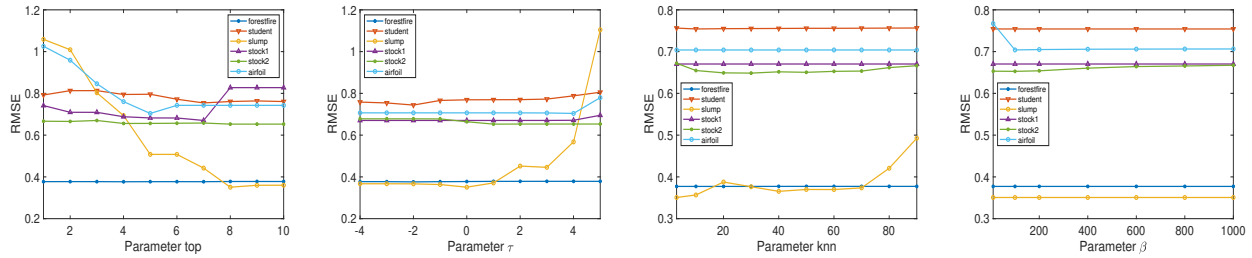 1.2
1
0.8
0.6
0.4
0.2
RMSE
2 4 6 8 10
Parameter top
forestfire
student
slump
stock1
stock2
airfoil
1.2
1
0.8
0.6
0.4
0.2
RMSE
-4 -2 0 2 4
Parameter τ
forestfire
student
slump
stock1
stock2
airfoil
0.8
0.7
0.6
0.5
0.4
0.3
RMSE
20 40 60 80
Parameter knn
forestfire
student
slump
stock1
stock2
airfoil
0.8
0.7
0.6
0.5
0.4
0.3
RMSE
200 400 600 800 1000
Parameter β
forestfire
student
slump
stock1
stock2
airfoil